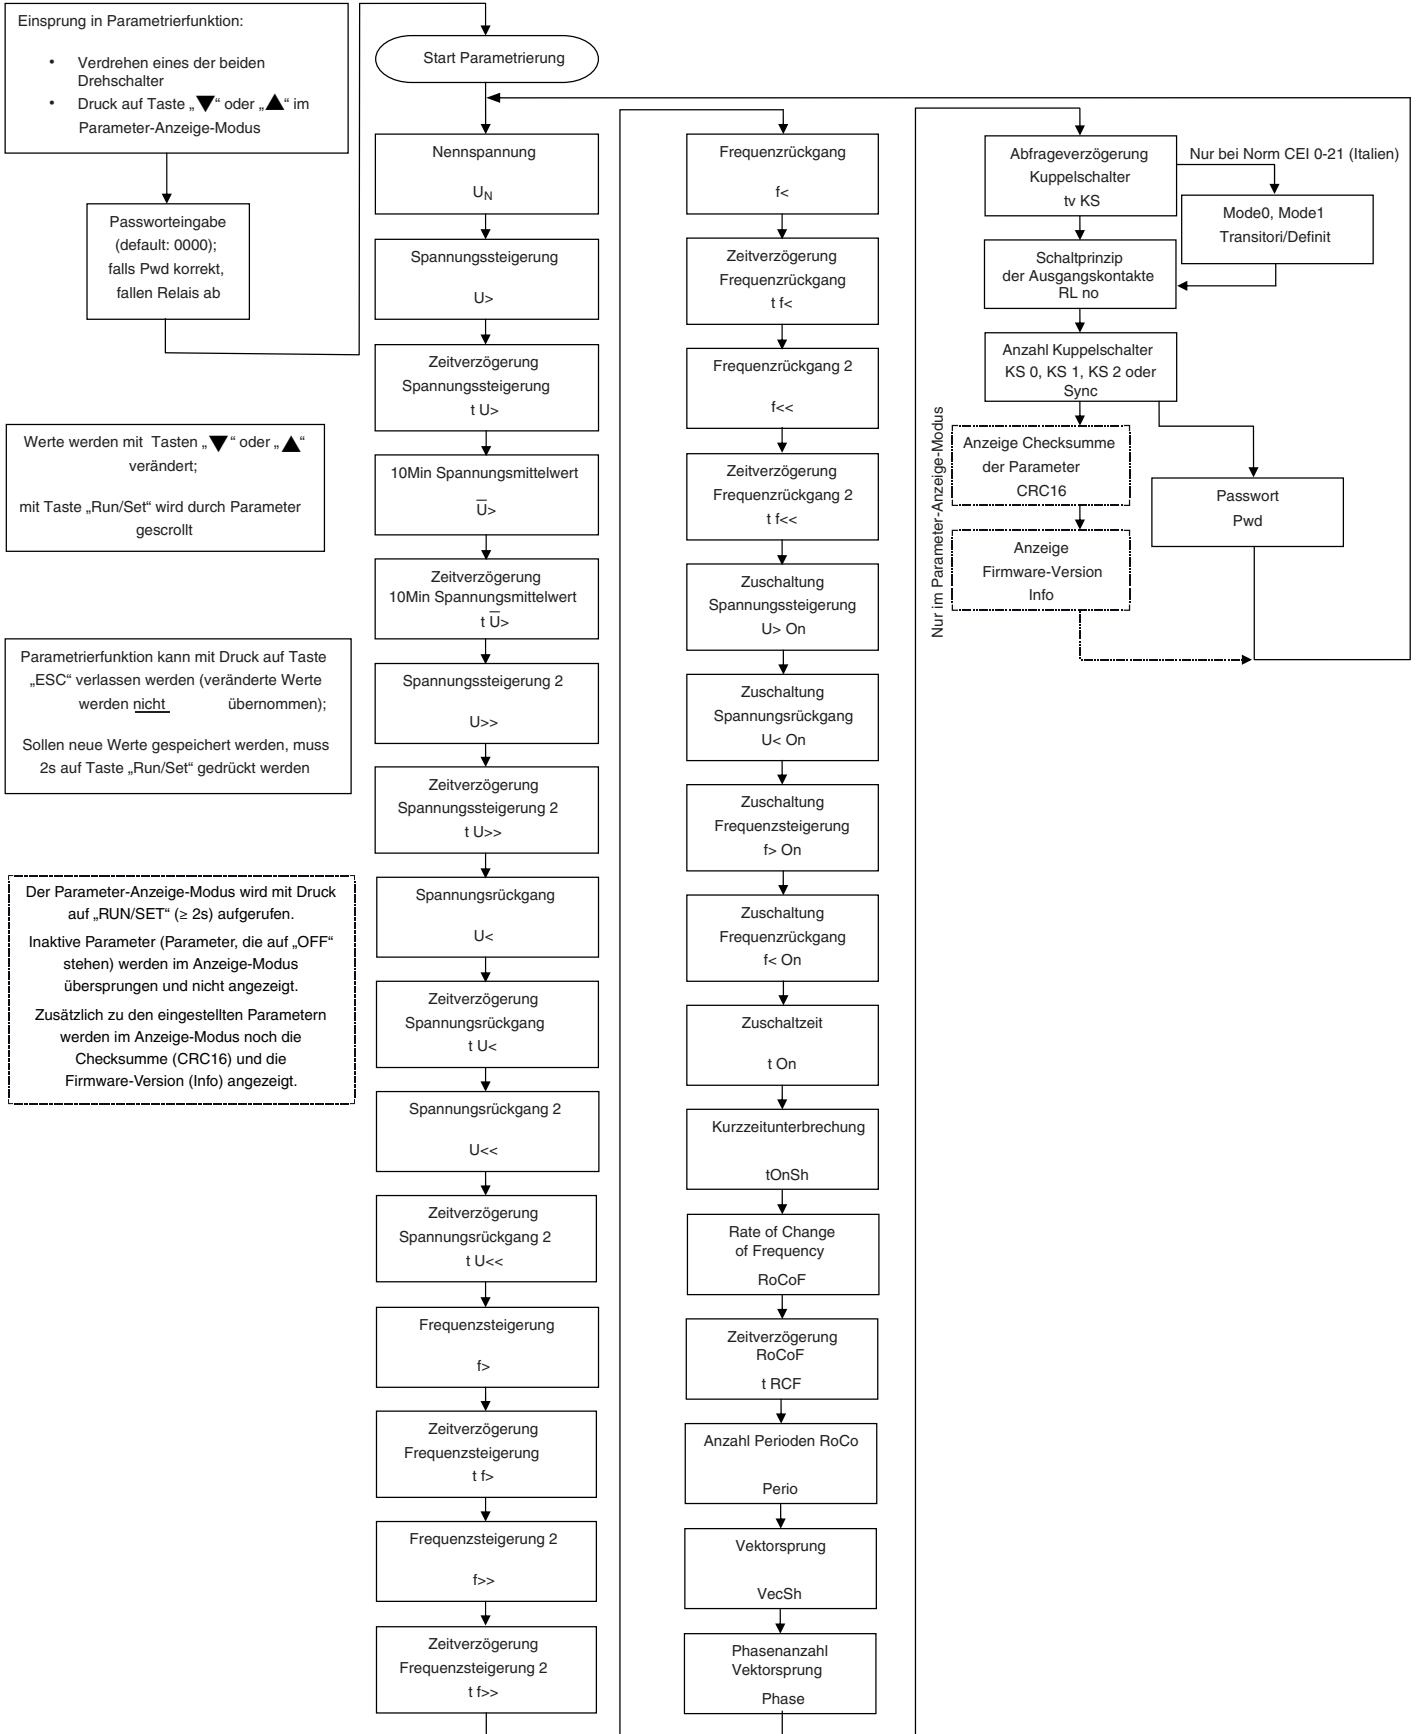 Einsprung in Parametrierfunktion:
• Verdrehen eines der beiden
Drehschalter
• Druck auf Taste „▼“ oder „▲“ im
Parameter-Anzeige-Modus
Passworteingabe
(default: 0000);
falls Pwd korrekt,
fallen Relais ab
Werte werden mit Tasten „▼“ oder „▲“
verändert;
mit Taste „Run/Set“ wird durch Parameter
gescrollt
Parametrierfunktion kann mit Druck auf Taste
„ESC“ verlassen werden (veränderte Werte
werden nicht übernommen);
Sollen neue Werte gespeichert werden, muss
2s auf Taste „Run/Set“ gedrückt werden
Der Parameter-Anzeige-Modus wird mit Druck
auf „RUN/SET“ (≥ 2s) aufgerufen.
Inaktive Parameter (Parameter, die auf „OFF“
stehen) werden im Anzeige-Modus
übersprungen und nicht angezeigt.
Zusätzlich zu den eingestellten Parametern
werden im Anzeige-Modus noch die
Checksumme (CRC16) und die
Firmware-Version (Info) angezeigt.
Start Parametrierung
Nennspannung
U_N
Spannungssteigerung
U>
Zeitverzögerung
Spannungssteigerung
t U>
10Min Spannungsmittelwert
U̅>
Zeitverzögerung
10Min Spannungsmittelwert
t U̅>
Spannungssteigerung 2
U>>
Zeitverzögerung
Spannungssteigerung 2
t U>>
Spannungsrückgang
U<
Zeitverzögerung
Spannungsrückgang
t U<
Spannungsrückgang 2
U<<
Zeitverzögerung
Spannungsrückgang 2
t U<<
Frequenzsteigerung
f>
Zeitverzögerung
Frequenzsteigerung
t f>
Frequenzsteigerung 2
f>>
Zeitverzögerung
Frequenzsteigerung 2
t f>>
Frequenzrückgang
f<
Zeitverzögerung
Frequenzrückgang
t f<
Frequenzrückgang 2
f<<
Zeitverzögerung
Frequenzrückgang 2
t f<<
Zuschaltung
Spannungssteigerung
U> On
Zuschaltung
Spannungsrückgang
U< On
Zuschaltung
Frequenzsteigerung
f> On
Zuschaltung
Frequenzrückgang
f< On
Zuschaltzeit
t On
Kurzzeitunterbrechung
tOnSh
Rate of Change
of Frequency
RoCoF
Zeitverzögerung
RoCoF
t RCF
Anzahl Perioden RoCo
Perio
Vektorsprung
VecSh
Phasenanzahl
Vektorsprung
Phase
Abfrageverzögerung
Kuppelschalter
tv KS
Nur bei Norm CEI 0-21 (Italien)
Mode0, Mode1
Transitori/Definit
Schaltprinzip
der Ausgangskontakte
RL no
Anzahl Kuppelschalter
KS 0, KS 1, KS 2 oder
Sync
Nur im Parameter-Anzeige-Modus
Anzeige Checksumme
der Parameter
CRC16
Anzeige
Firmware-Version
Info
Passwort
Pwd